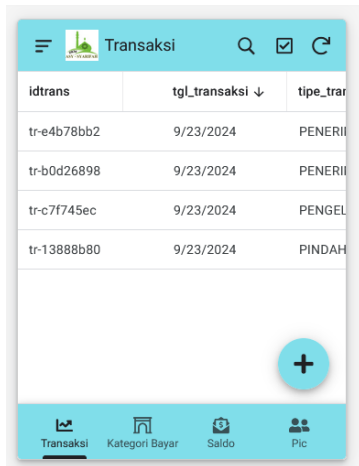 Transaksi
idtrans tgl_transaksi ↓ tipe_tran
tr-e4b78bb2 9/23/2024 PENERI
tr-b0d26898 9/23/2024 PENERI
tr-c7f745ec 9/23/2024 PENGEL
tr-13888b80 9/23/2024 PINDAH
Transaksi Kategori Bayar Saldo Pic